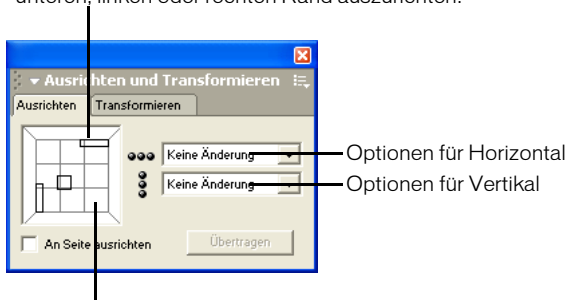 unteren, linken oder rechten Rand auszurichten.
Ausrichten und Transformieren
Ausrichten Transformieren
Keine Änderung Optionen für Horizontal
Keine Änderung Optionen für Vertikal
An Seite ausrichten Übertragen